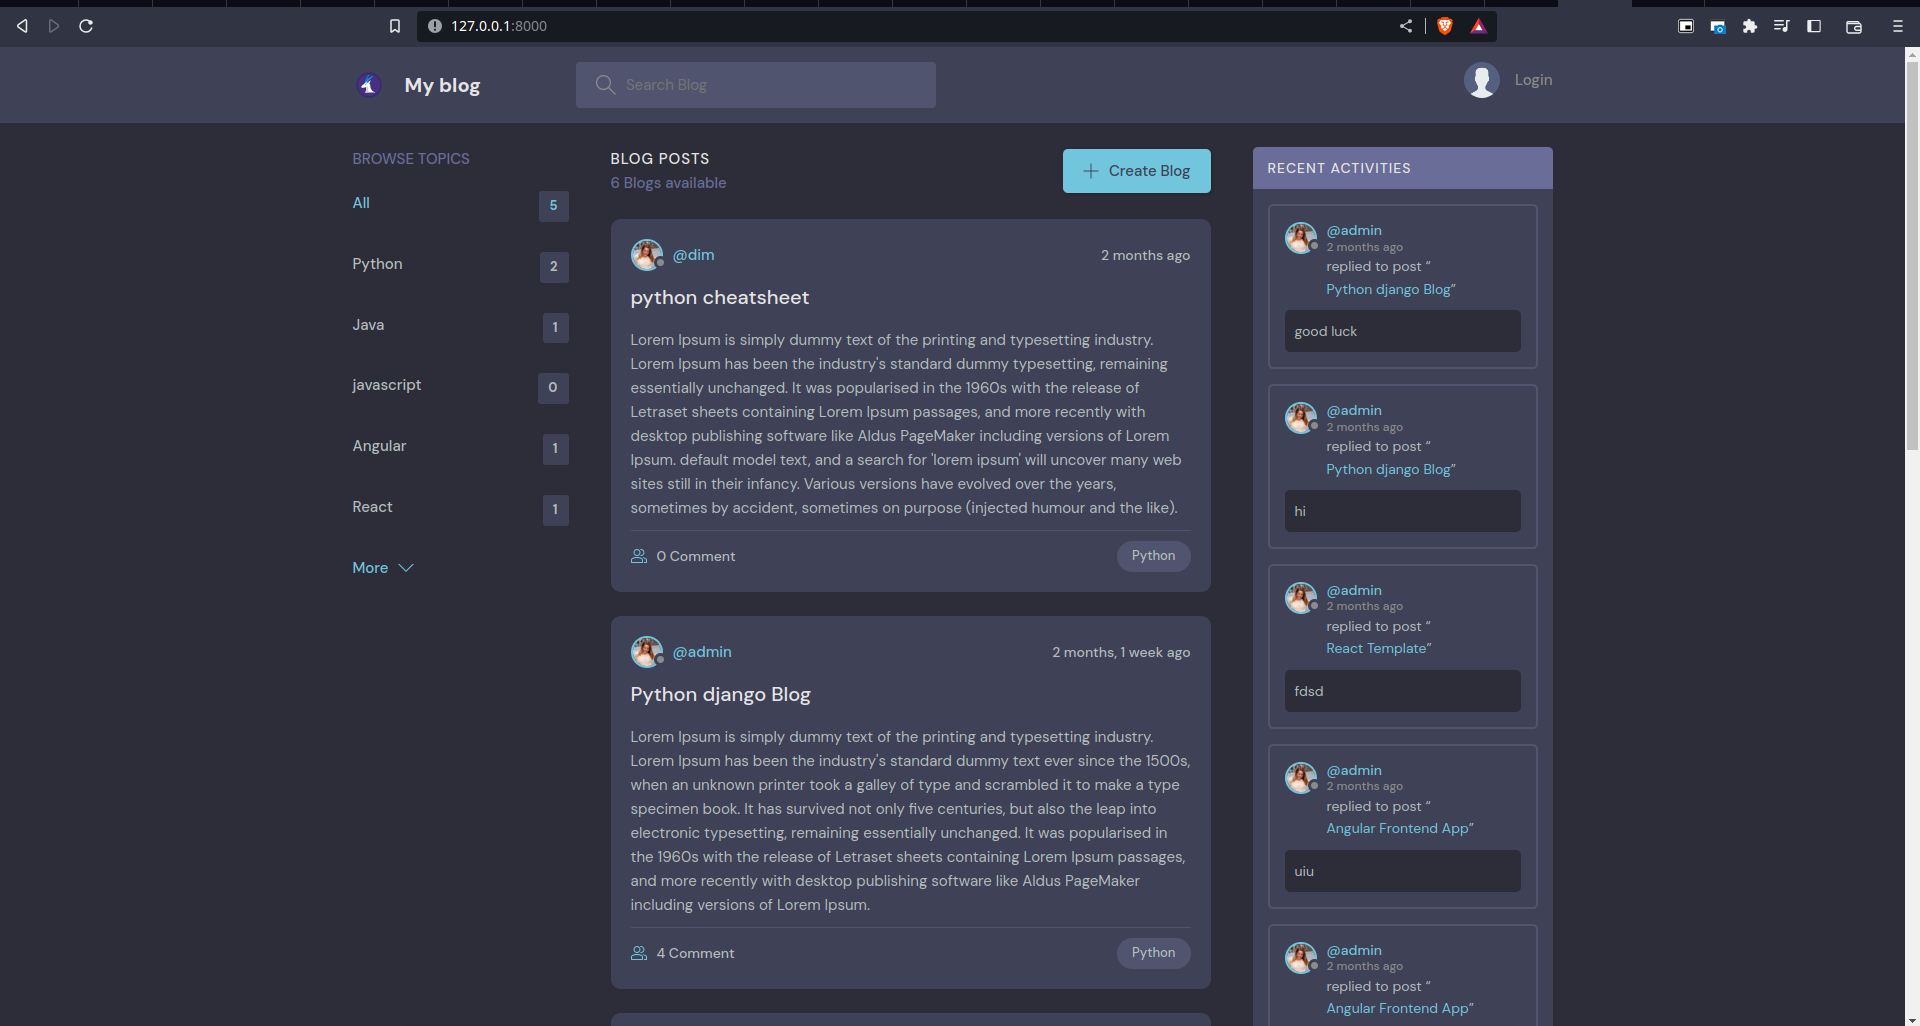 127.0.0.1:8000
My blog
Search Blog
Login
BROWSE TOPICS
All 5
Python 2
Java 1
javascript 0
Angular 1
React 1
More
BLOG POSTS
6 Blogs available
Create Blog
@dim 2 months ago
python cheatsheet
Lorem Ipsum is simply dummy text of the printing and typesetting industry.
Lorem Ipsum has been the industry's standard dummy typesetting, remaining
essentially unchanged. It was popularised in the 1960s with the release of
Letraset sheets containing Lorem Ipsum passages, and more recently with
desktop publishing software like Aldus PageMaker including versions of Lorem
Ipsum. default model text, and a search for 'lorem ipsum' will uncover many web
sites still in their infancy. Various versions have evolved over the years,
sometimes by accident, sometimes on purpose (injected humour and the like).
0 Comment Python
@admin 2 months, 1 week ago
Python django Blog
Lorem Ipsum is simply dummy text of the printing and typesetting industry.
Lorem Ipsum has been the industry's standard dummy text ever since the 1500s,
when an unknown printer took a galley of type and scrambled it to make a type
specimen book. It has survived not only five centuries, but also the leap into
electronic typesetting, remaining essentially unchanged. It was popularised in
the 1960s with the release of Letraset sheets containing Lorem Ipsum passages,
and more recently with desktop publishing software like Aldus PageMaker
including versions of Lorem Ipsum.
4 Comment Python
RECENT ACTIVITIES
@admin
2 months ago
replied to post “
Python django Blog”
good luck
@admin
2 months ago
replied to post “
Python django Blog”
hi
@admin
2 months ago
replied to post “
React Template”
fdsd
@admin
2 months ago
replied to post “
Angular Frontend App”
uiu
@admin
2 months ago
replied to post “
Angular Frontend App”